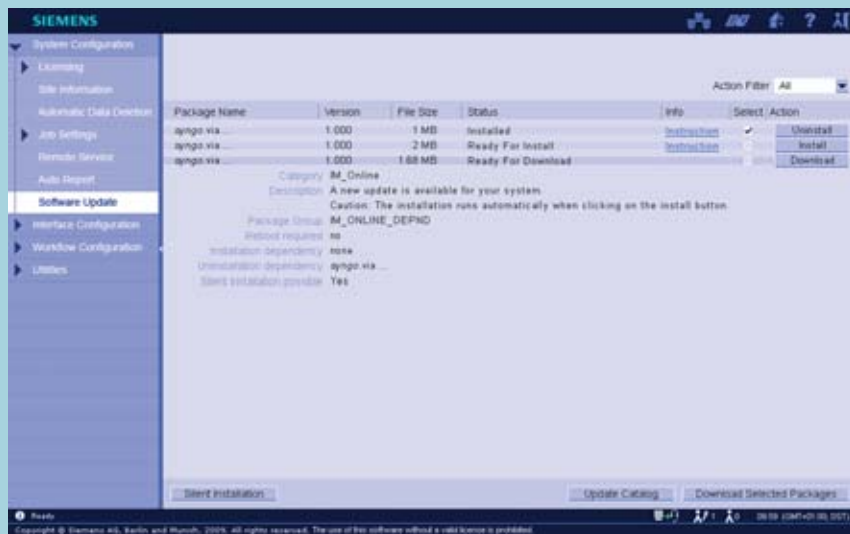 SIEMENS
?
System Configuration
Licensing
Site Information
Automatic Data Deletion
Job Settings
Remote Service
Auto Report
Software Update
Interface Configuration
Workflow Configuration
Utilities
Action Filter All
Package Name Version File Size Status Info Select Action
syngo.via... 1.000 1 MB Installed Instruction Uninstall
syngo.via... 1.000 2 MB Ready For Install Instruction Install
syngo.via... 1.000 1.68 MB Ready For Download Download
Category IM_Online
Description A new update is available for your system.
Caution: The installation runs automatically when clicking on the install button.
Package Group IM_ONLINE_DEPND
Reboot required no
Installation dependency none
Uninstallation dependency syngo.via ...
Silent installation possible Yes
Silent Installation Update Catalog Download Selected Packages
Ready
Copyright © Siemens AG, Berlin and Munich, 2009. All rights reserved. The use of this software without a valid licence is prohibited.